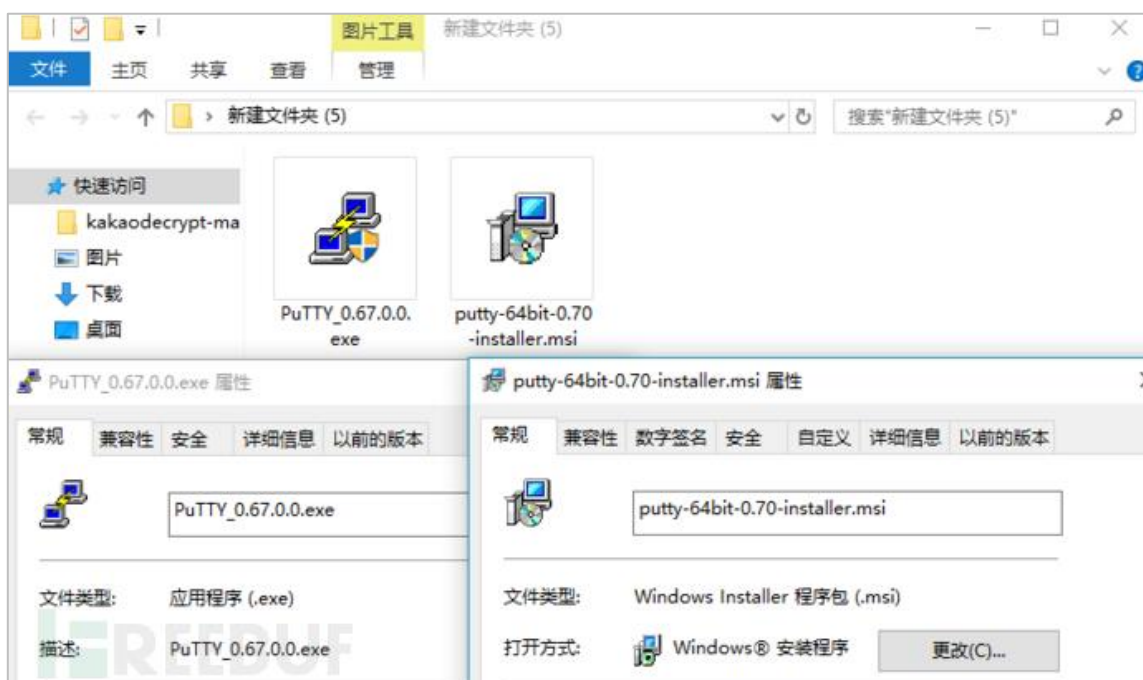 图片工具 新建文件夹 (5)
文件 主页 共享 查看 管理
新建文件夹 (5) 搜索"新建文件夹 (5)"
快速访问
kakaodecrypt-ma
图片
下载
桌面
PuTTY_0.67.0.0.
exe
putty-64bit-0.70
-installer.msi
PuTTY_0.67.0.0.exe 属性
常规 兼容性 安全 详细信息 以前的版本
PuTTY_0.67.0.0.exe
文件类型: 应用程序 (.exe)
描述: PuTTY_0.67.0.0.exe
FREEBUF
putty-64bit-0.70-installer.msi 属性
常规 兼容性 数字签名 安全 自定义 详细信息 以前的版本
putty-64bit-0.70-installer.msi
文件类型: Windows Installer 程序包 (.msi)
打开方式: Windows® 安装程序 更改(C)...